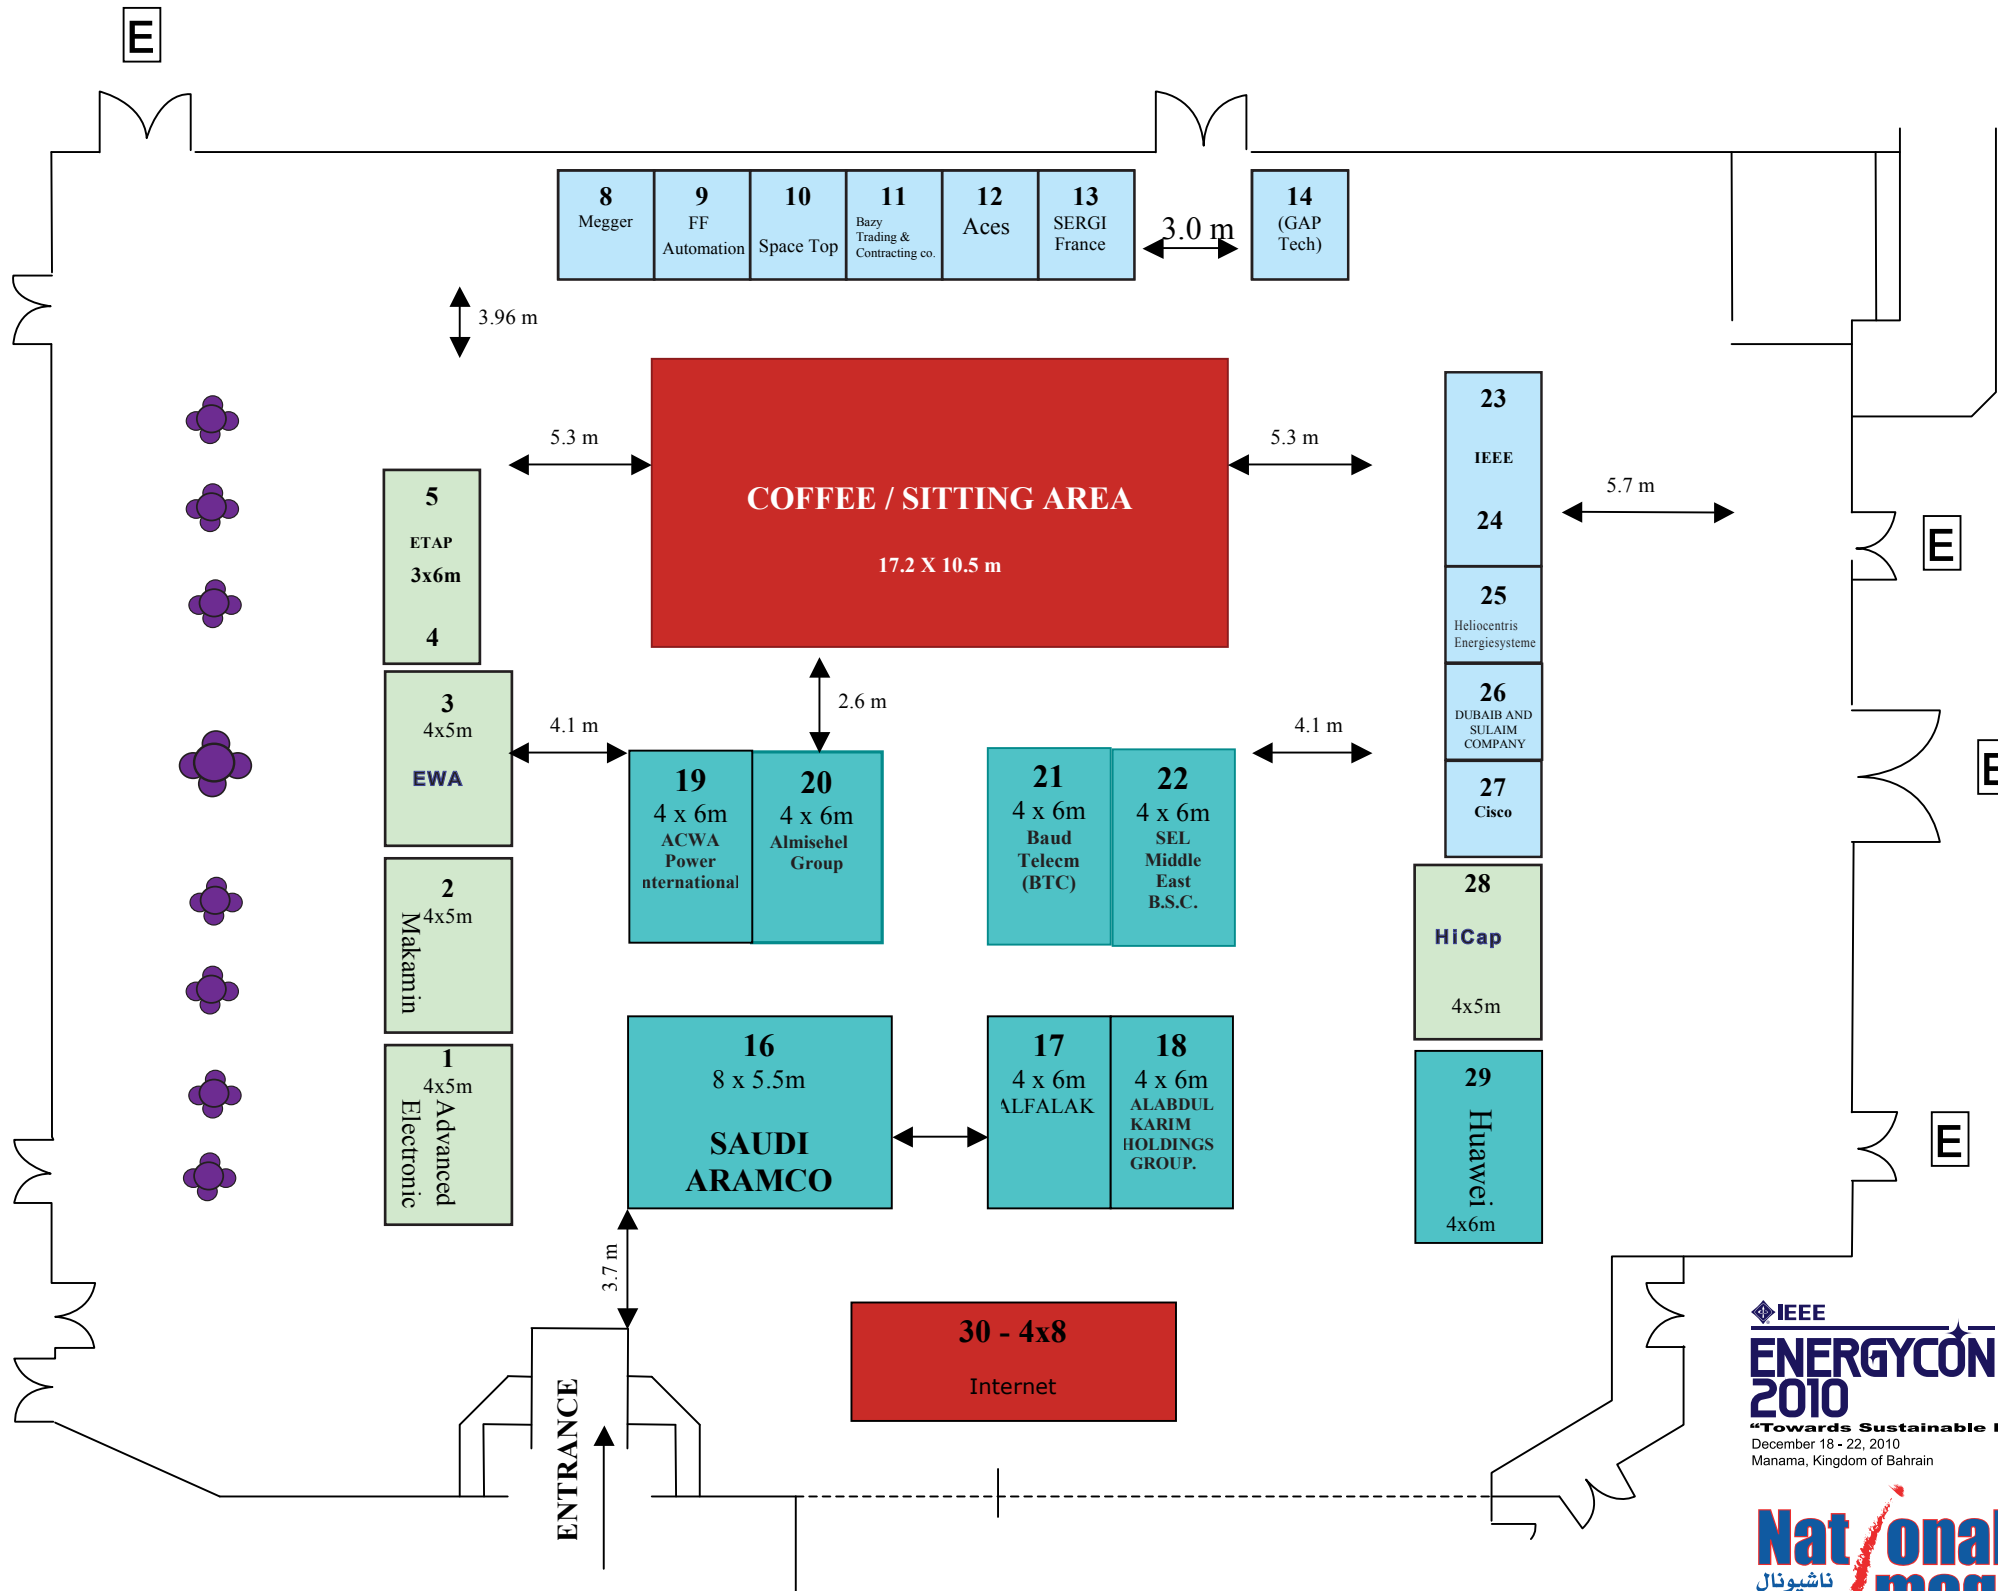 E
8
Megger
9
FF
Automation
10
Space Top
11
Bazy
Trading &
Contracting co.
12
Aces
13
SERGI
France
3.0 m
14
(GAP
Tech)
3.96 m
5.3 m
COFFEE / SITTING AREA
17.2 X 10.5 m
5.3 m
23
IEEE
24
5.7 m
E
5
ETAP
3x6m
4
25
Heliocentris
Energiesysteme
3
4x5m
EWA
4.1 m
2.6 m
4.1 m
26
DUBAIB AND
SULAIM
COMPANY
E
19
4 x 6m
ACWA
Power
nternational
20
4 x 6m
Almisehel
Group
21
4 x 6m
Baud
Telecm
(BTC)
22
4 x 6m
SEL
Middle
East
B.S.C.
27
Cisco
2
4x5m
Makamin
28
HiCap
4x5m
1
4x5m
Advanced
Electronic
16
8 x 5.5m
SAUDI
ARAMCO
17
4 x 6m
ALFALAK
18
4 x 6m
ALABDUL
KARIM
HOLDINGS
GROUP.
29
Huawei
4x6m
E
3.7 m
30 - 4x8
Internet
ENTRANCE
IEEE
ENERGYCON
2010
"Towards Sustainable
December 18 - 22, 2010
Manama, Kingdom of Bahrain
National
ناشيونال